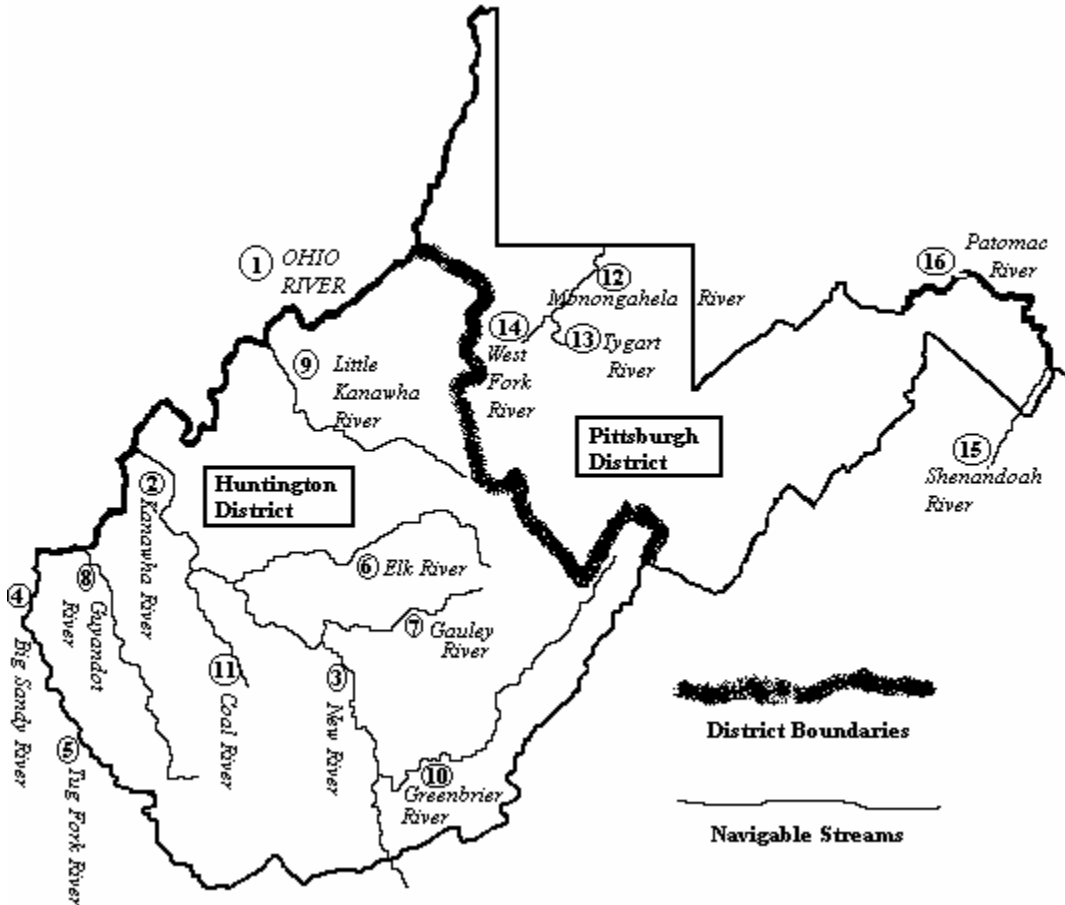 1 OHIO
RIVER
16 Patomac
River
12
Monongahela River
14 West
Fork
River
13 Tygart
River
9 Little
Kanawha
River
Pittsburgh
District
15
Shenandoah
River
Huntington
District
2 Kanawha River
6 Elk River
7 Gauley
River
8 Guyandot
River
4 Big Sandy River
11 Coal River
3 New River
5 Tug Fork River
10
Greenbrier
River
District Boundaries
Navigable Streams